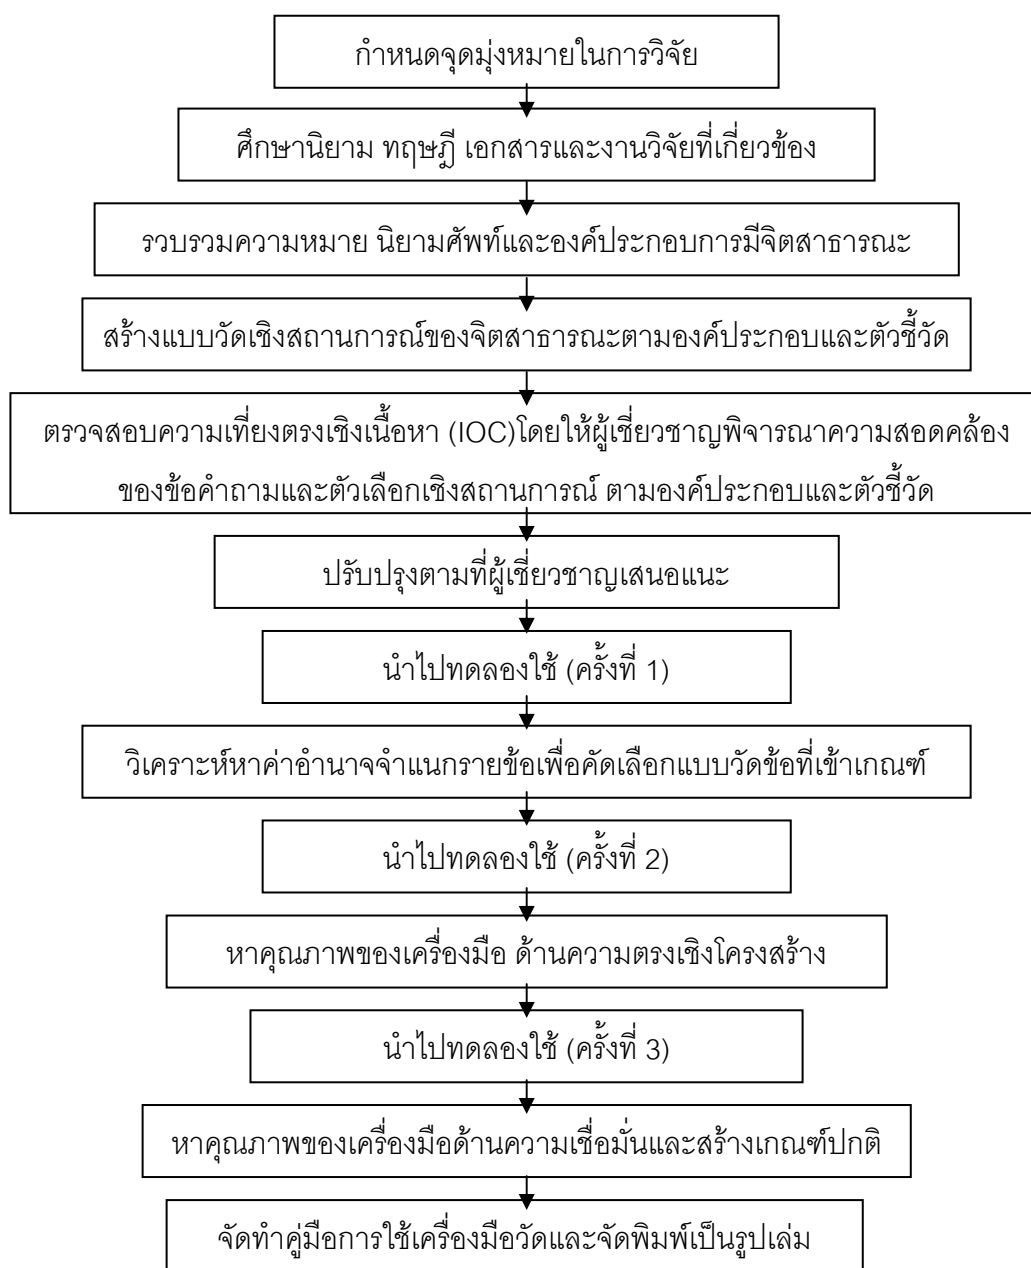 กำหนดจุดมุ่งหมายในการวิจัย
ศึกษานิยาม ทฤษฎี เอกสารและงานวิจัยที่เกี่ยวข้อง
รวบรวมความหมาย นิยามศัพท์และองค์ประกอบการมีจิตสาธารณะ
สร้างแบบวัดเชิงสถานการณ์ของจิตสาธารณะตามองค์ประกอบและตัวชี้วัด
ตรวจสอบความเที่ยงตรงเชิงเนื้อหา (IOC)โดยให้ผู้เชี่ยวชาญพิจารณาความสอดคล้อง
ของข้อคำถามและตัวเลือกเชิงสถานการณ์ ตามองค์ประกอบและตัวชี้วัด
ปรับปรุงตามที่ผู้เชี่ยวชาญเสนอแนะ
นำไปทดลองใช้ (ครั้งที่ 1)
วิเคราะห์หาค่าอำนาจจำแนกรายข้อเพื่อคัดเลือกแบบวัดข้อที่เข้าเกณฑ์
นำไปทดลองใช้ (ครั้งที่ 2)
หาคุณภาพของเครื่องมือ ด้านความตรงเชิงโครงสร้าง
นำไปทดลองใช้ (ครั้งที่ 3)
หาคุณภาพของเครื่องมือด้านความเชื่อมั่นและสร้างเกณฑ์ปกติ
จัดทำคู่มือการใช้เครื่องมือวัดและจัดพิมพ์เป็นรูปเล่ม